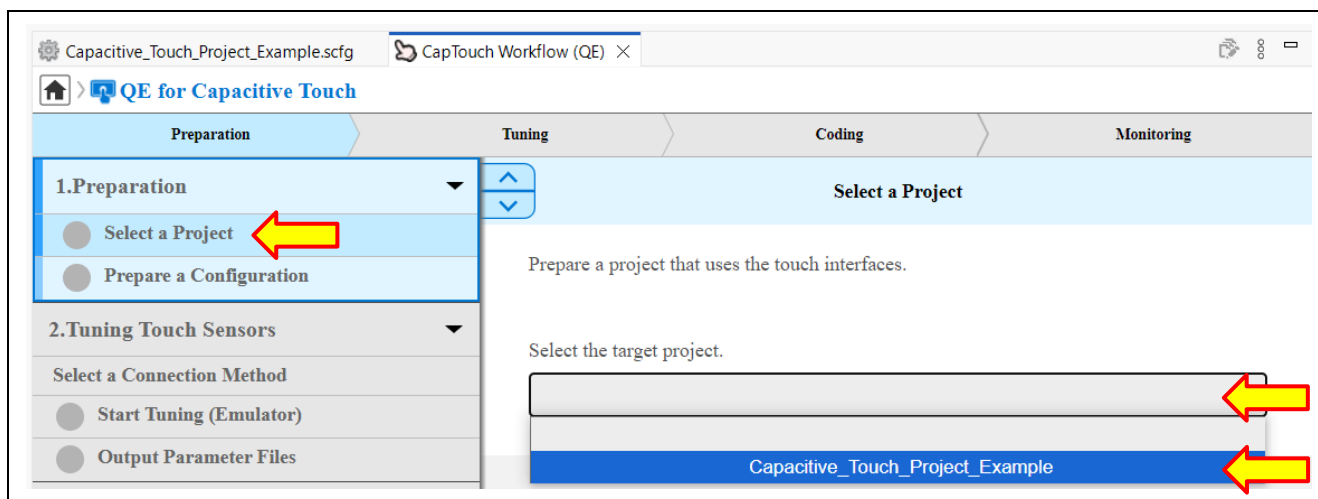 Capacitive_Touch_Project_Example.scfg
CapTouch Workflow (QE)
QE for Capacitive Touch
Preparation
Tuning
Coding
Monitoring
1.Preparation
Select a Project
Select a Project
Prepare a Configuration
Prepare a project that uses the touch interfaces.
2.Tuning Touch Sensors
Select the target project.
Select a Connection Method
Start Tuning (Emulator)
Output Parameter Files
Capacitive_Touch_Project_Example